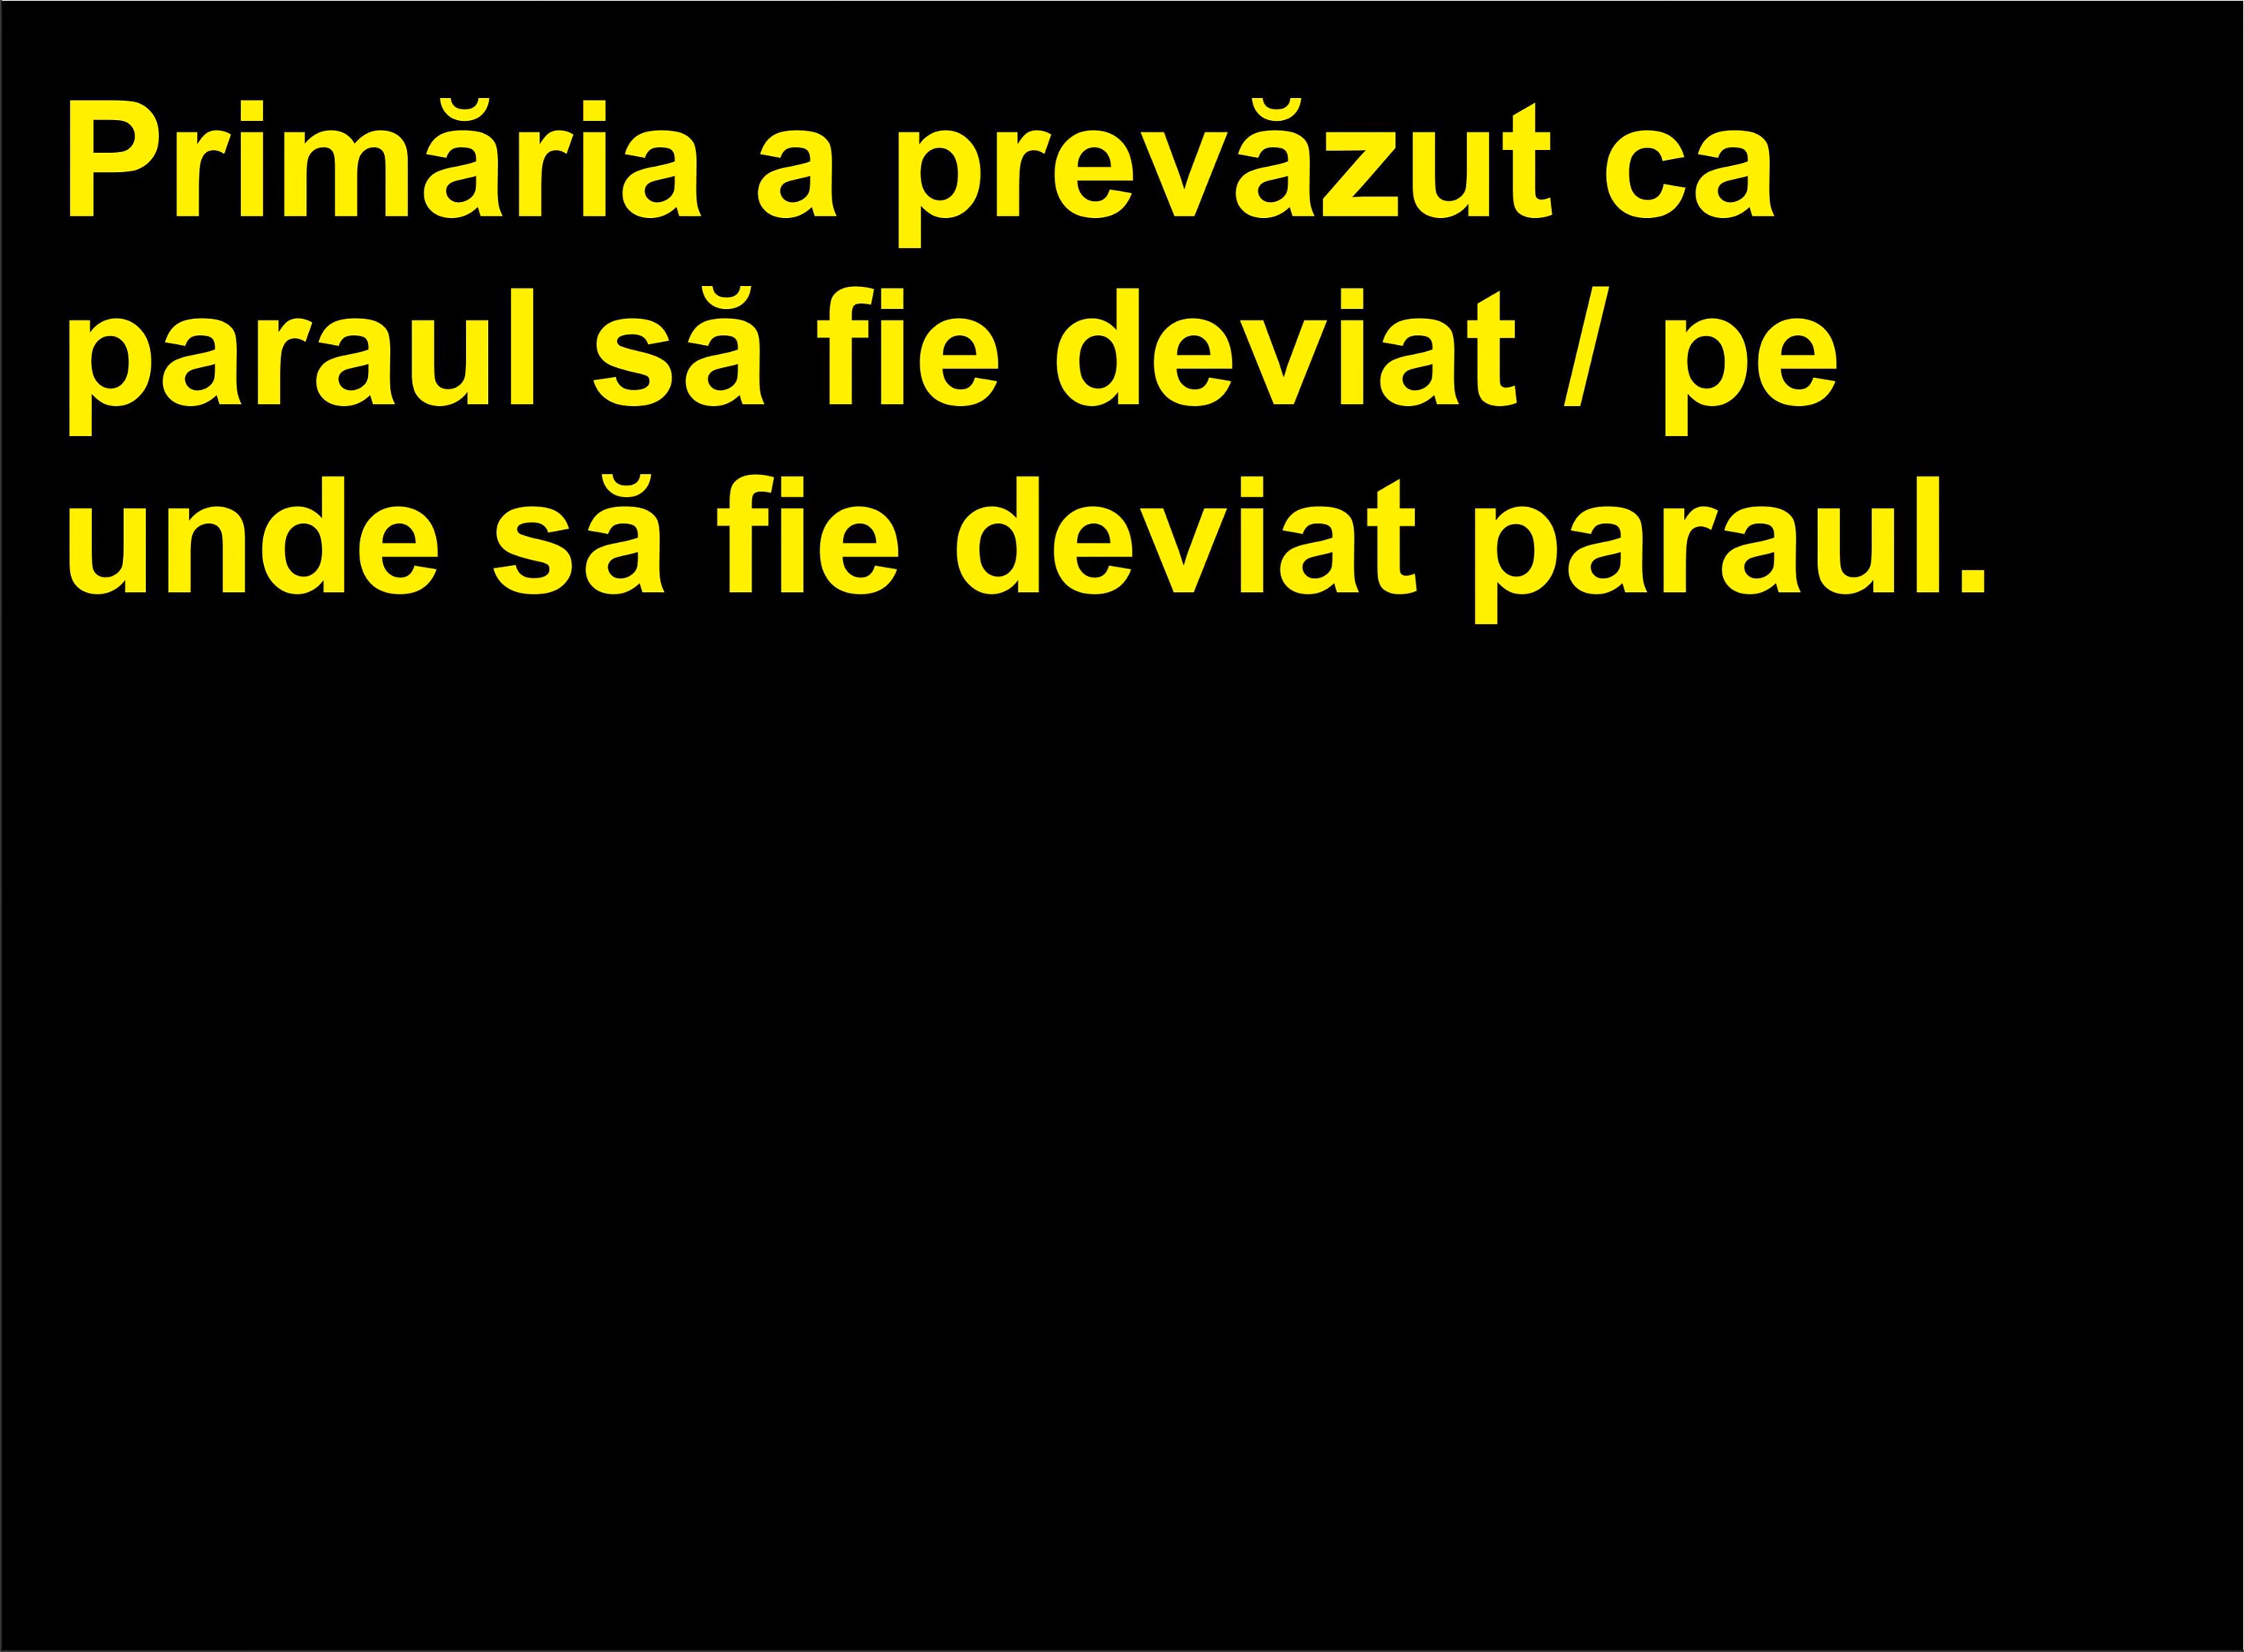 Primăria a prevăzut ca
paraul să fie deviat / pe
unde să fie deviat paraul.